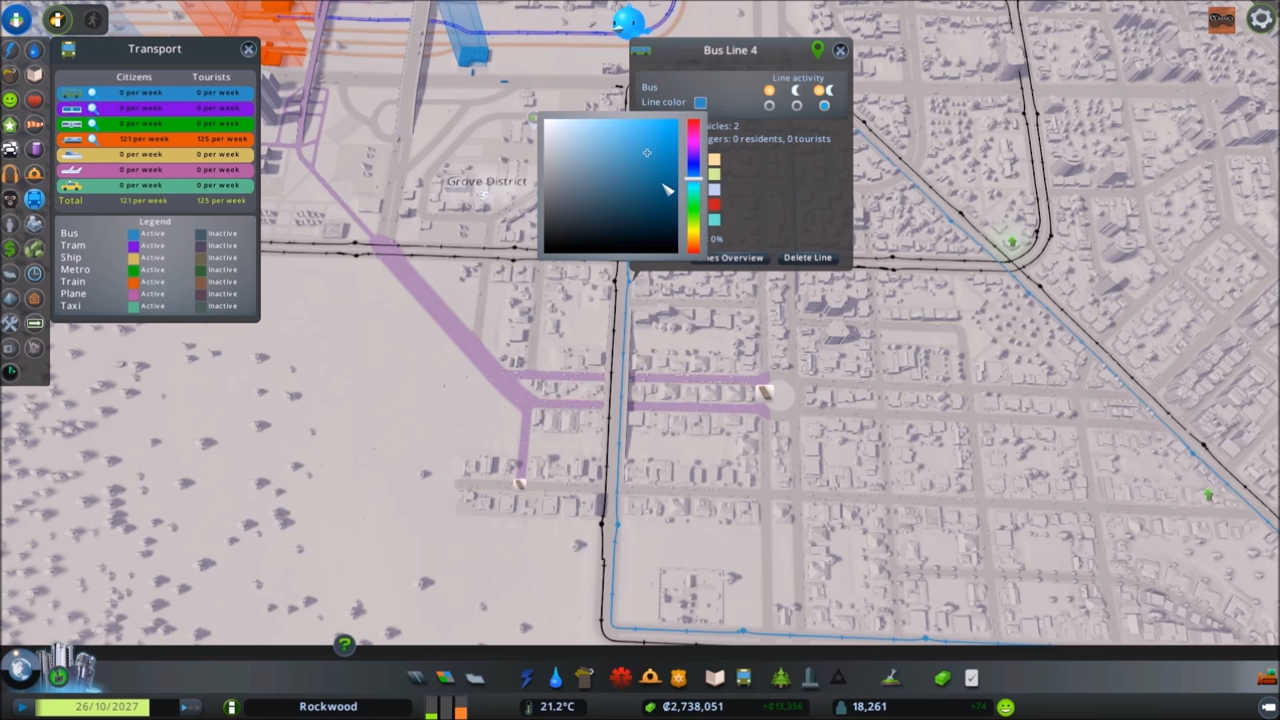 Transport
Citizens Tourists
0 per week 0 per week
0 per week 0 per week
0 per week 0 per week
121 per week 125 per week
0 per week 0 per week
0 per week 0 per week
0 per week 0 per week
Total 121 per week 125 per week
Legend
Bus Active Inactive
Tram Active Inactive
Ship Active Inactive
Metro Active Inactive
Train Active Inactive
Plane Active Inactive
Taxi Active Inactive
Bus Line 4
Line activity
Bus
Line color
icles: 2
gers: 0 residents, 0 tourists
0%
nes Overview Delete Line
Grove District
CLASSICS
?
26/10/2027
Rockwood
21.2°C
₡2,738,051
+₡13,356
18,261
+74